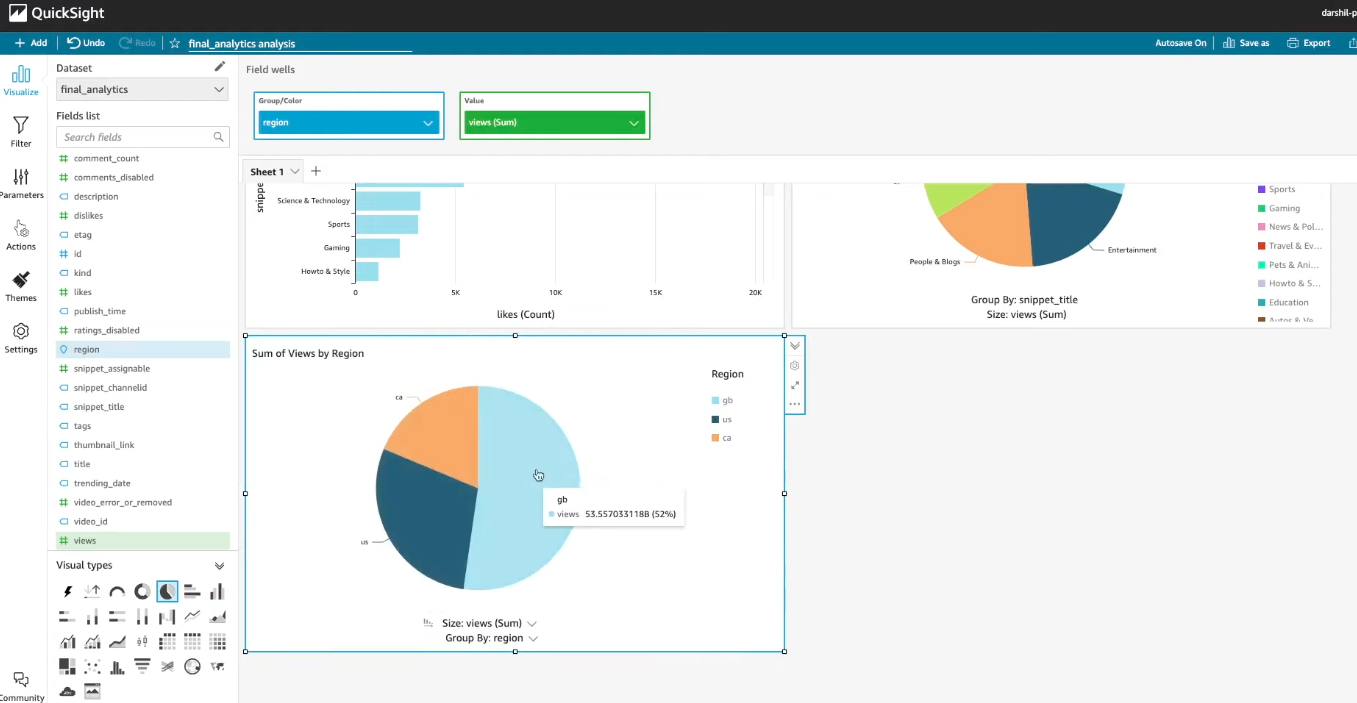 QuickSight
darshil-p
Add
Undo
Redo
final_analytics analysis
Autosave On
Save as
Export
Visualize
Filter
Parameters
Actions
Themes
Settings
Community
Dataset
final_analytics
Fields list
Search fields
comment_count
comments_disabled
description
dislikes
etag
id
kind
likes
publish_time
ratings_disabled
region
snippet_assignable
snippet_channelid
snippet_title
tags
thumbnail_link
title
trending_date
video_error_or_removed
video_id
views
Visual types
Field wells
Group/Color
region
Value
views (Sum)
Sheet 1
snippe
Science & Technology
Sports
Gaming
Howto & Style
0
5K
10K
15K
20K
likes (Count)
People & Blogs
Entertainment
Group By: snippet_title
Size: views (Sum)
Sports
Gaming
News & Pol...
Travel & Ev...
Pets & Ani...
Howto & S...
Education
Autos & Ve...
Sum of Views by Region
ca
us
Region
gb
us
ca
gb
views 53.557033118B (52%)
Size: views (Sum)
Group By: region